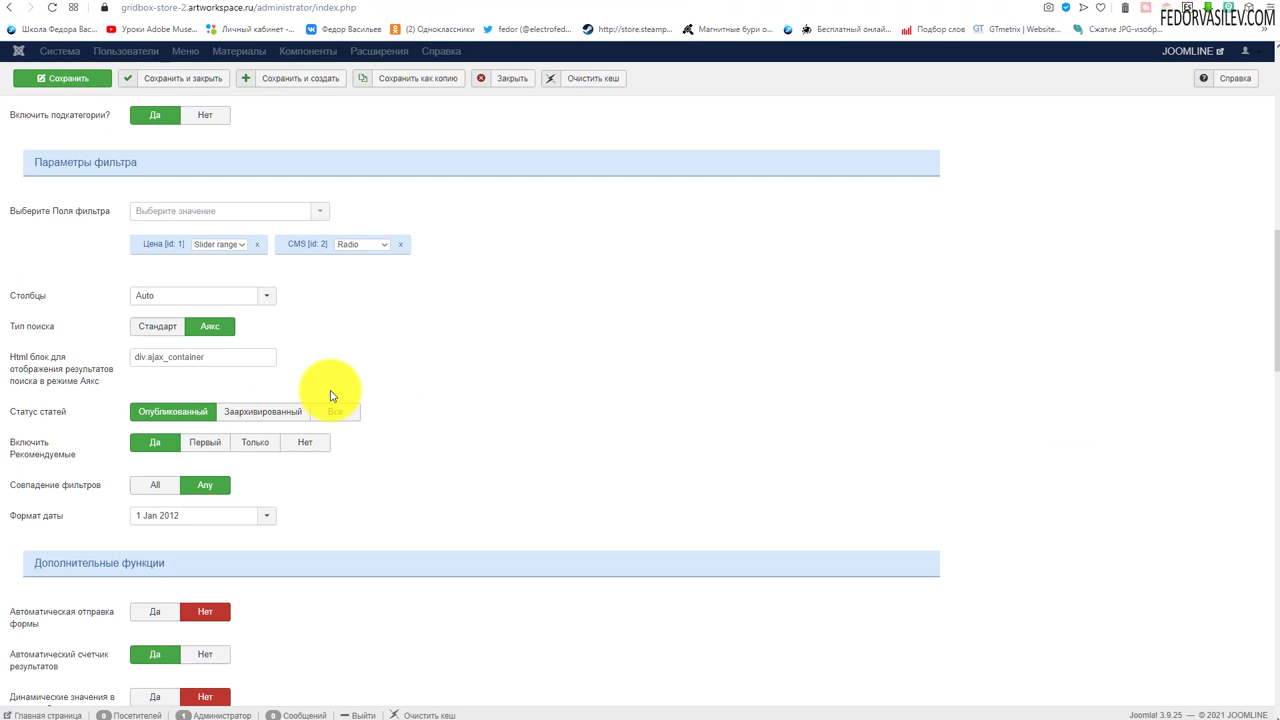 gridbox-store-2.artworkspace.ru/administrator/index.php
FEDORVASILEV.COM
Школа Федора Вас...
Уроки Adobe Muse...
Личный кабинет -...
Федор Васильев
(2) Одноклассники
fedor (@electrofed...
http://store.steamp...
Магнитные бури о...
Бесплатный онлай...
Подбор слов
GTmetrix | Website...
Сжатие JPG-изобр...
Система
Пользователи
Меню
Материалы
Компоненты
Расширения
Справка
JOOMLINE
Сохранить
Сохранить и закрыть
Сохранить и создать
Сохранить как копию
Закрыть
Очистить кеш
Справка
Включить подкатегории?
Да
Нет
Параметры фильтра
Выберите Поля фильтра
Выберите значение
Цена [id: 1]
Slider range
x
CMS [id: 2]
Radio
x
Столбцы
Auto
Тип поиска
Стандарт
Аякс
Html блок для
отображения результатов
поиска в режиме Аякс
div.ajax_container
Статус статей
Опубликованный
Заархивированный
Все
Включить
Рекомендуемые
Да
Первый
Только
Нет
Совпадение фильтров
All
Any
Формат даты
1 Jan 2012
Дополнительные функции
Автоматическая отправка
формы
Да
Нет
Автоматический счетчик
результатов
Да
Нет
Динамические значения в
Да
Нет
Главная страница
0 Посетителей
1 Администратор
0 Сообщений
Выйти
Очистить кеш
Joomla! 3.9.25 — © 2021 JOOMLINE